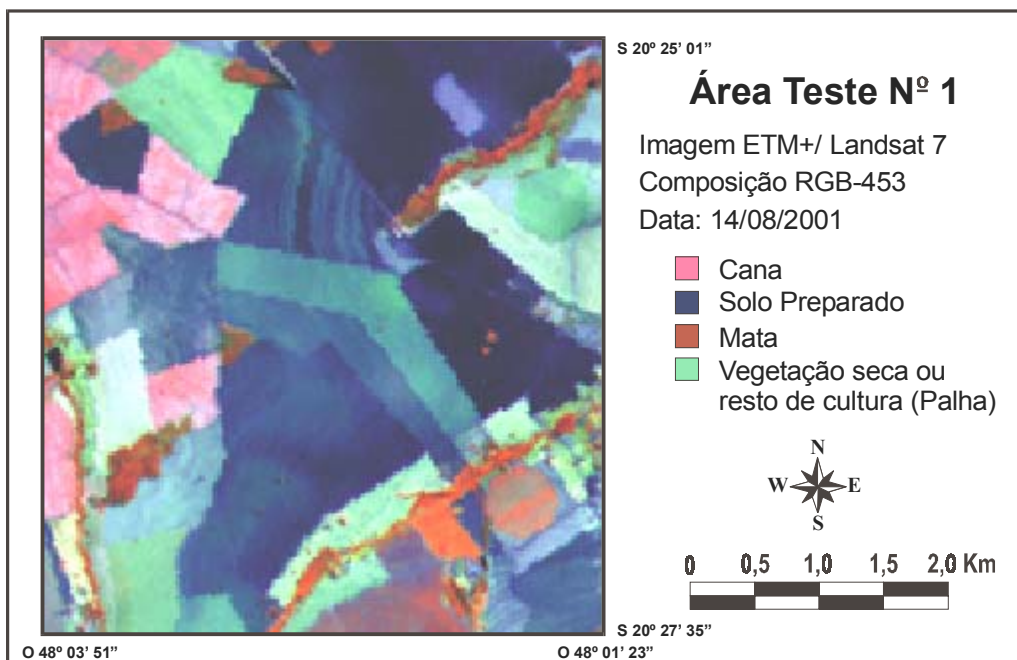 S 20º 25’ 01”
Área Teste Nº 1
Imagem ETM+/ Landsat 7
Composição RGB-453
Data: 14/08/2001
Cana
Solo Preparado
Mata
Vegetação seca ou
resto de cultura (Palha)
N
W E
S
0 0,5 1,0 1,5 2,0 Km
S 20º 27’ 35”
O 48º 03’ 51” O 48º 01’ 23”